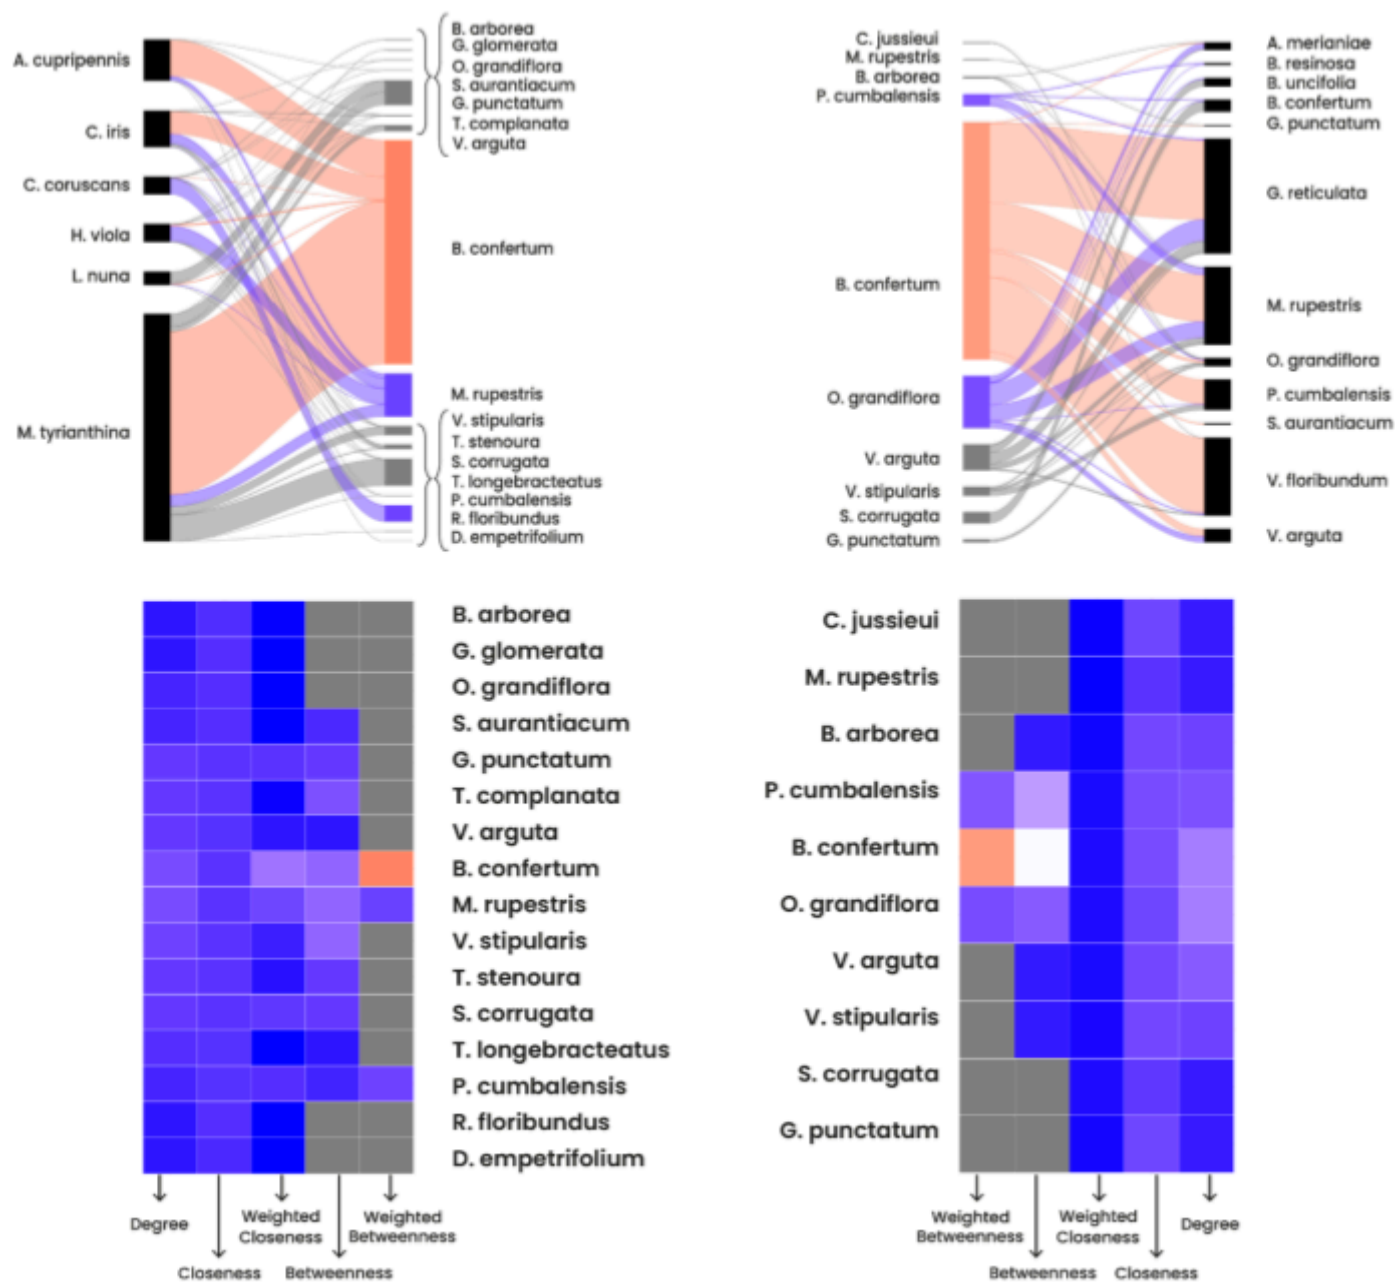 A. cupripennis
C. iris
C. coruscans
H. viola
L. nuna
M. tyrianthina
B. arborea
G. glomerata
O. grandiflora
S. aurantiacum
G. punctatum
T. complanata
V. arguta
B. confertum
M. rupestris
V. stipularis
T. stenoura
S. corrugata
T. longebracteatus
P. cumbalensis
R. floribundus
D. empetrifolium
C. jussieui
M. rupestris
B. arborea
P. cumbalensis
B. confertum
O. grandiflora
V. arguta
V. stipularis
S. corrugata
G. punctatum
A. merianiae
B. resinosa
B. uncifolia
B. confertum
G. punctatum
G. reticulata
M. rupestris
O. grandiflora
P. cumbalensis
S. aurantiacum
V. floribundum
V. arguta
B. arborea
G. glomerata
O. grandiflora
S. aurantiacum
G. punctatum
T. complanata
V. arguta
B. confertum
M. rupestris
V. stipularis
T. stenoura
S. corrugata
T. longebracteatus
P. cumbalensis
R. floribundus
D. empetrifolium
Degree
Closeness
Weighted
Closeness
Betweenness
Weighted
Betweenness
C. jussieui
M. rupestris
B. arborea
P. cumbalensis
B. confertum
O. grandiflora
V. arguta
V. stipularis
S. corrugata
G. punctatum
Weighted
Betweenness
Betweenness
Weighted
Closeness
Closeness
Degree